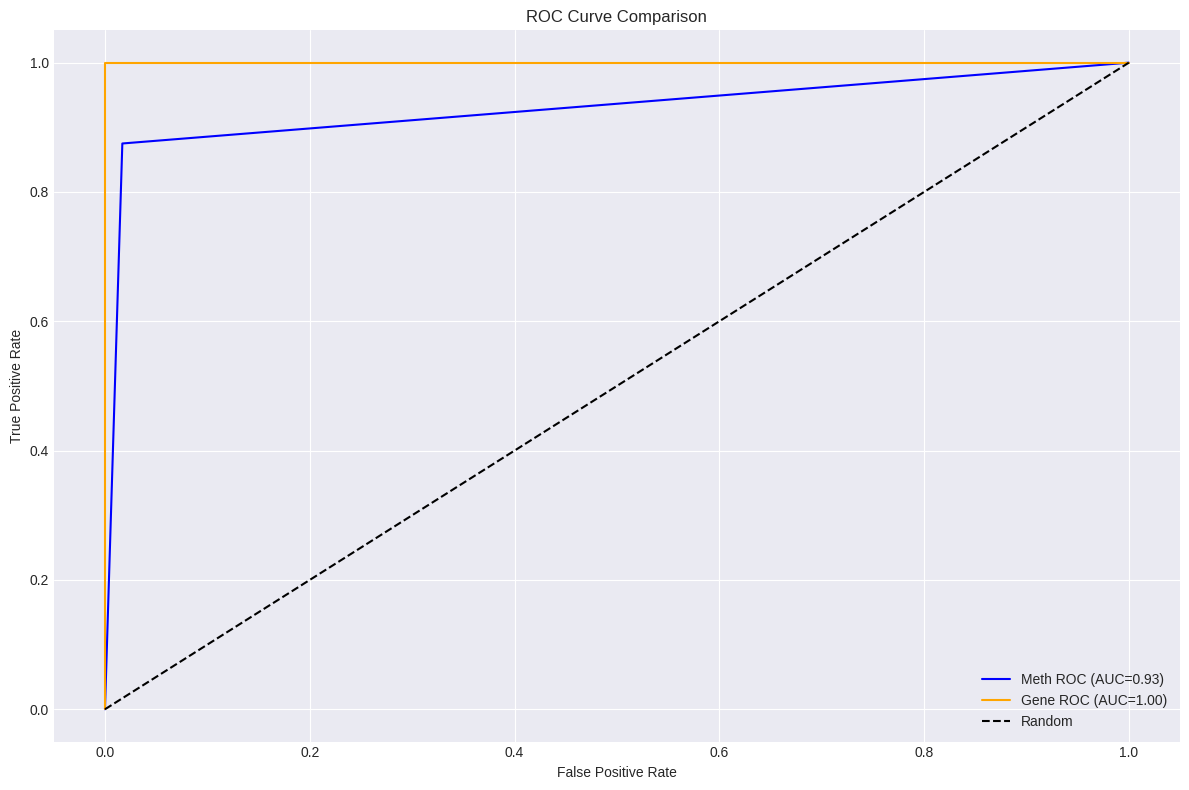 ROC Curve Comparison
True Positive Rate
1.0
0.8
0.6
0.4
0.2
0.0
0.0 0.2 0.4 0.6 0.8 1.0
False Positive Rate
Meth ROC (AUC=0.93)
Gene ROC (AUC=1.00)
Random